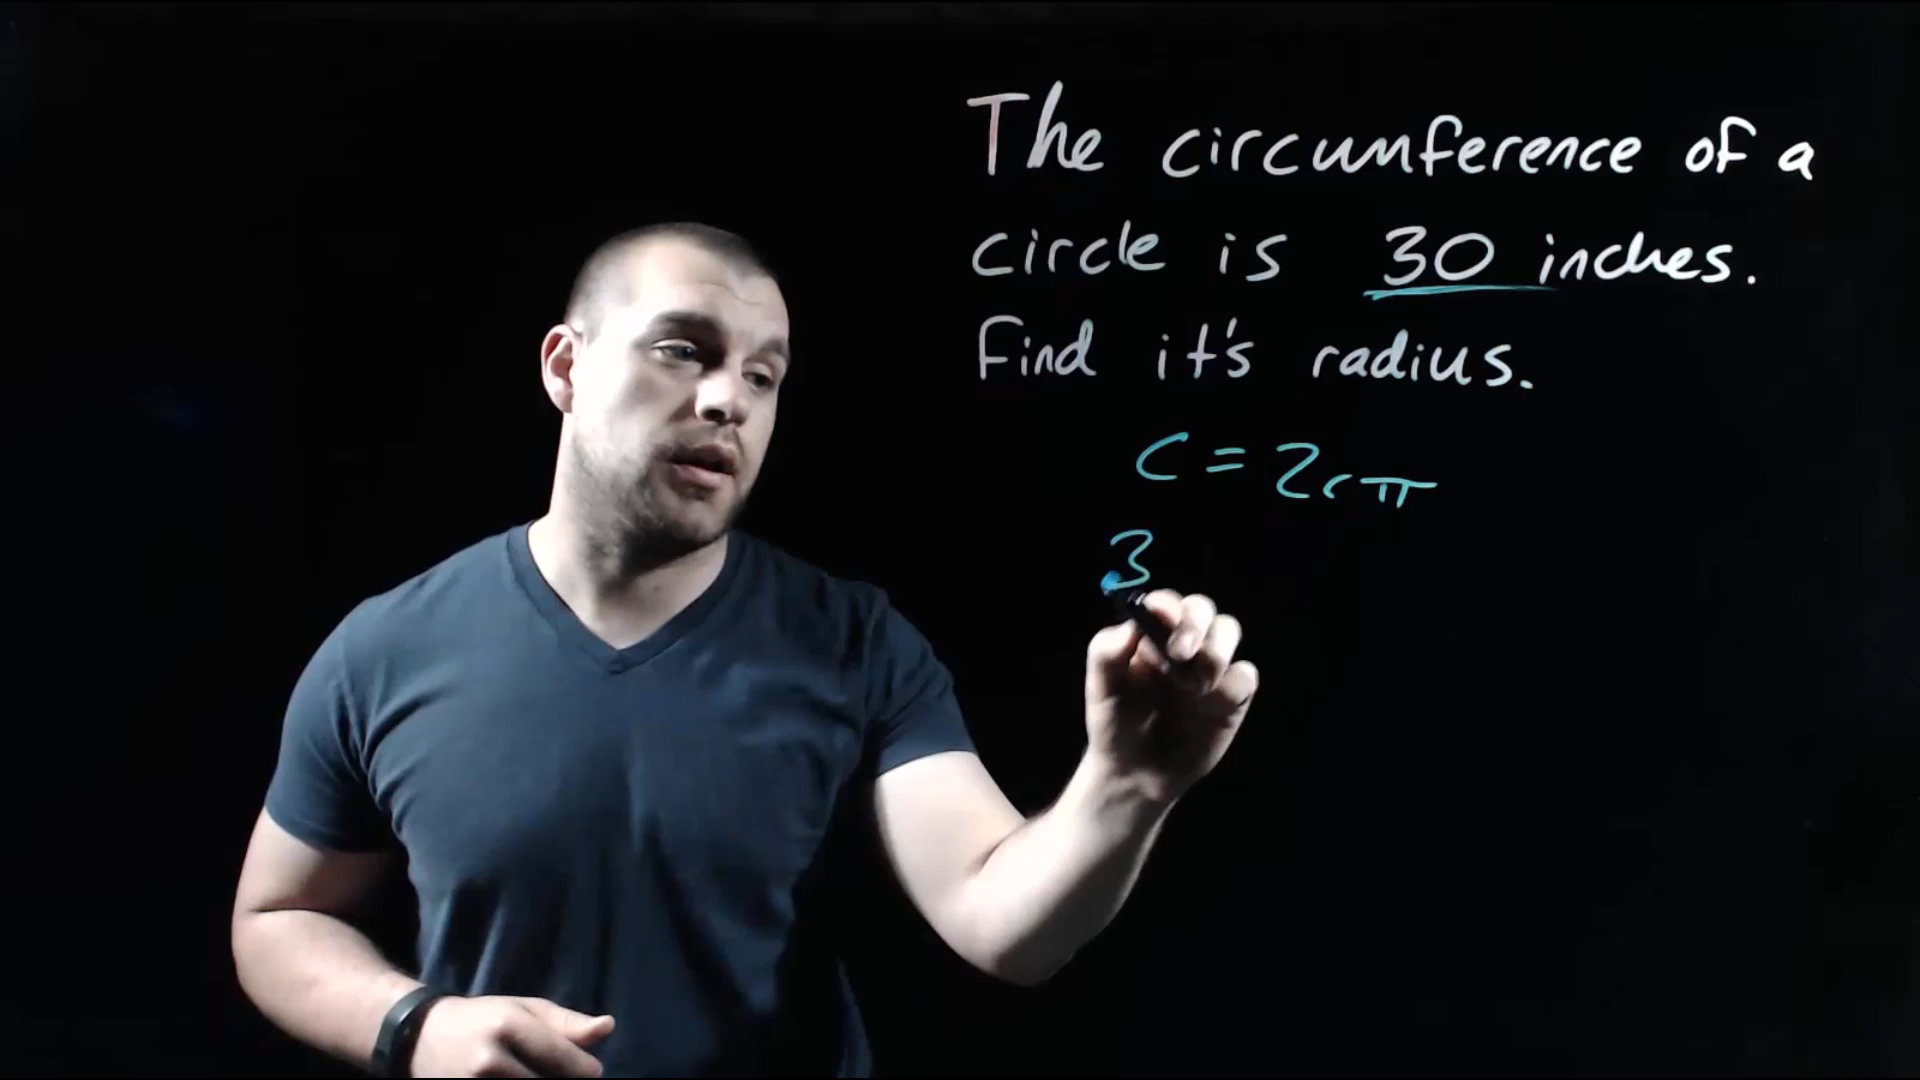 The circumference of a
circle is 30 inches.
Find it's radius.
C = 2rπ
3